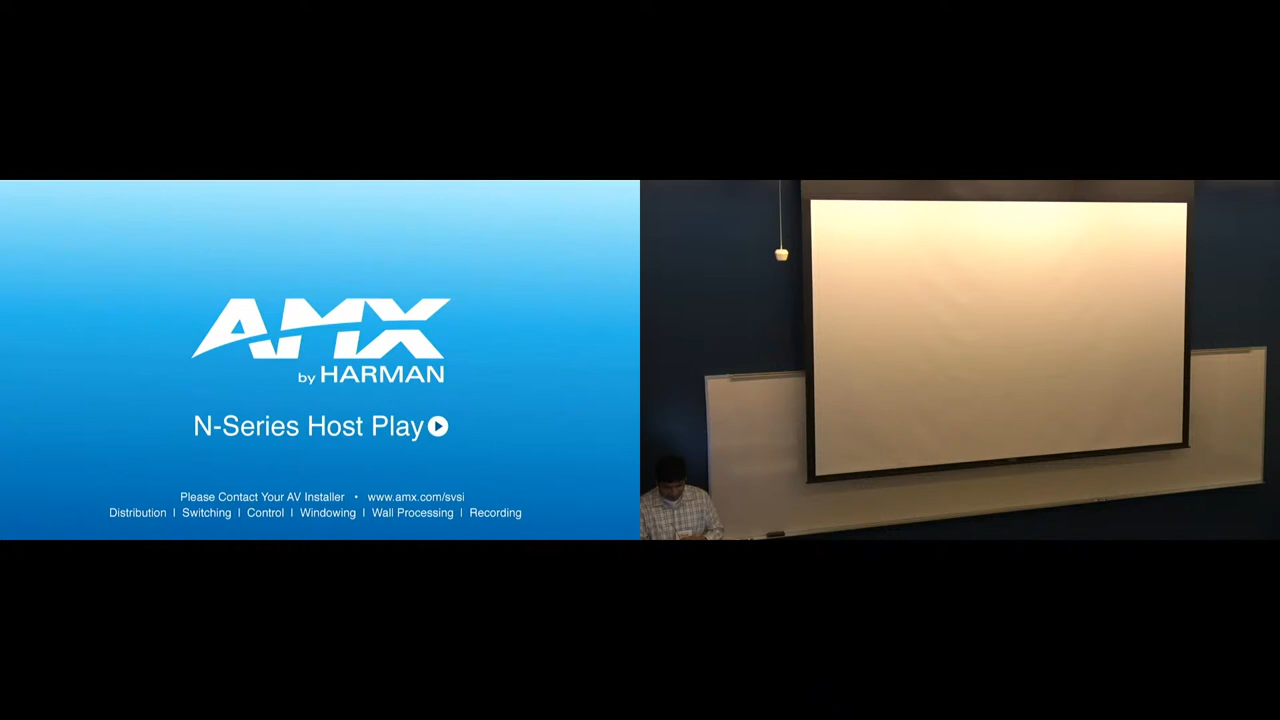 AMX
by HARMAN
N-Series Host Play
Please Contact Your AV Installer • www.amx.com/svsi
Distribution | Switching | Control | Windowing | Wall Processing | Recording